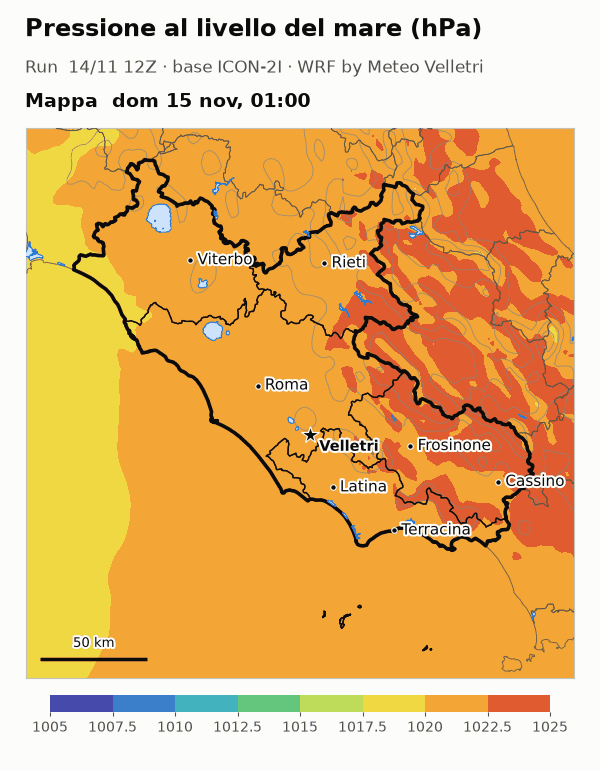 Pressione al livello del mare (hPa)
Run  14/11 12Z · base ICON-2I · WRF by Meteo Velletri
Mappa  dom 15 nov, 01:00
Viterbo
Rieti
Roma
Velletri
Frosinone
Cassino
Latina
Terracina
50 km
1005 1007.5 1010 1012.5 1015 1017.5 1020 1022.5 1025